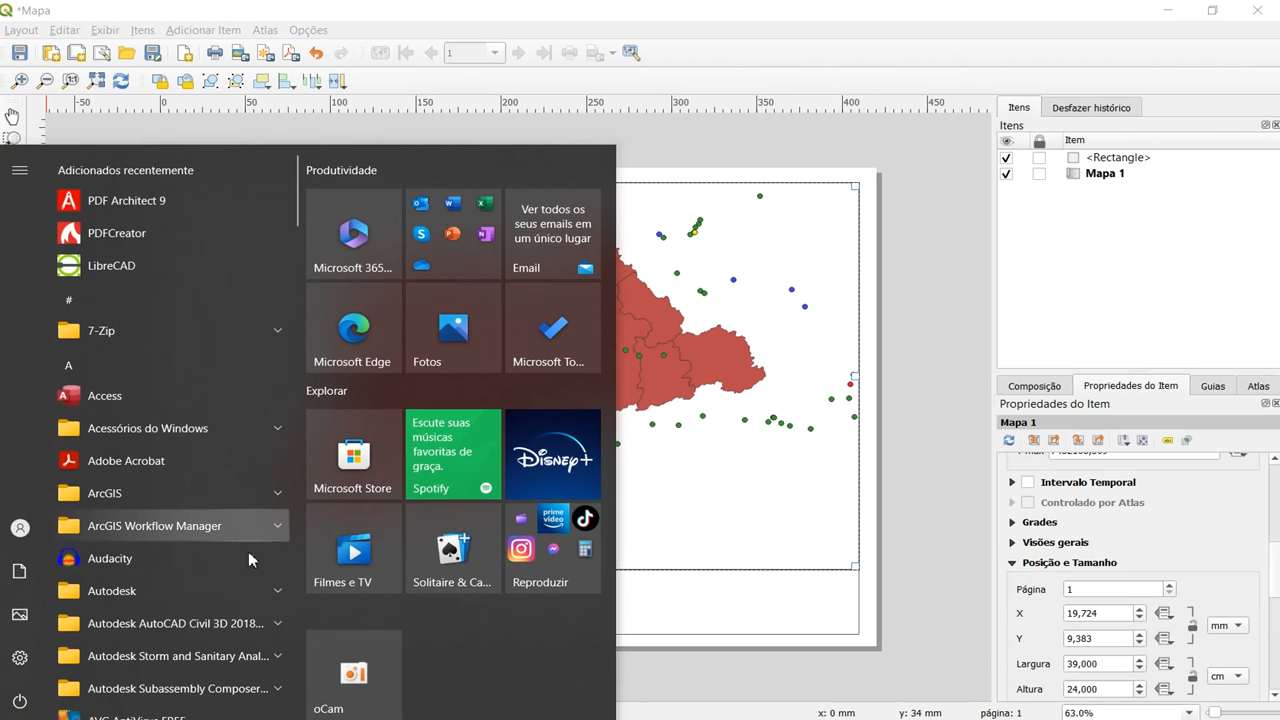 *Mapa
Layout Editar Exibir Itens Adicionar Item Atlas Opções
1
-50 0 50 100 150 200 250 300 350 400 450
Adicionados recentemente
PDF Architect 9
PDFCreator
LibreCAD
#
7-Zip
A
Access
Acessórios do Windows
Adobe Acrobat
ArcGIS
ArcGIS Workflow Manager
Audacity
Autodesk
Autodesk AutoCAD Civil 3D 2018...
Autodesk Storm and Sanitary Anal...
Autodesk Subassembly Composer...
AVG AntiVirus FREE
Produtividade
Microsoft 365...
Ver todos os
seus emails em
um único lugar
Email
Microsoft Edge
Fotos
Microsoft To...
Explorar
Microsoft Store
Escute suas
músicas
favoritas de
graça.
Spotify
Disney+
Filmes e TV
Solitaire & Ca...
prime
video
Reproduzir
oCam
Itens Desfazer histórico
Itens
Item
<Rectangle>
Mapa 1
Composição Propriedades do Item Guias Atlas
Propriedades do Item
Mapa 1
Intervalo Temporal
Controlado por Atlas
Grades
Visões gerais
Posição e Tamanho
Página 1
X 19,724
mm
Y 9,383
Largura 39,000
cm
Altura 24,000
x: 0 mm y: 34 mm página: 1 63.0%